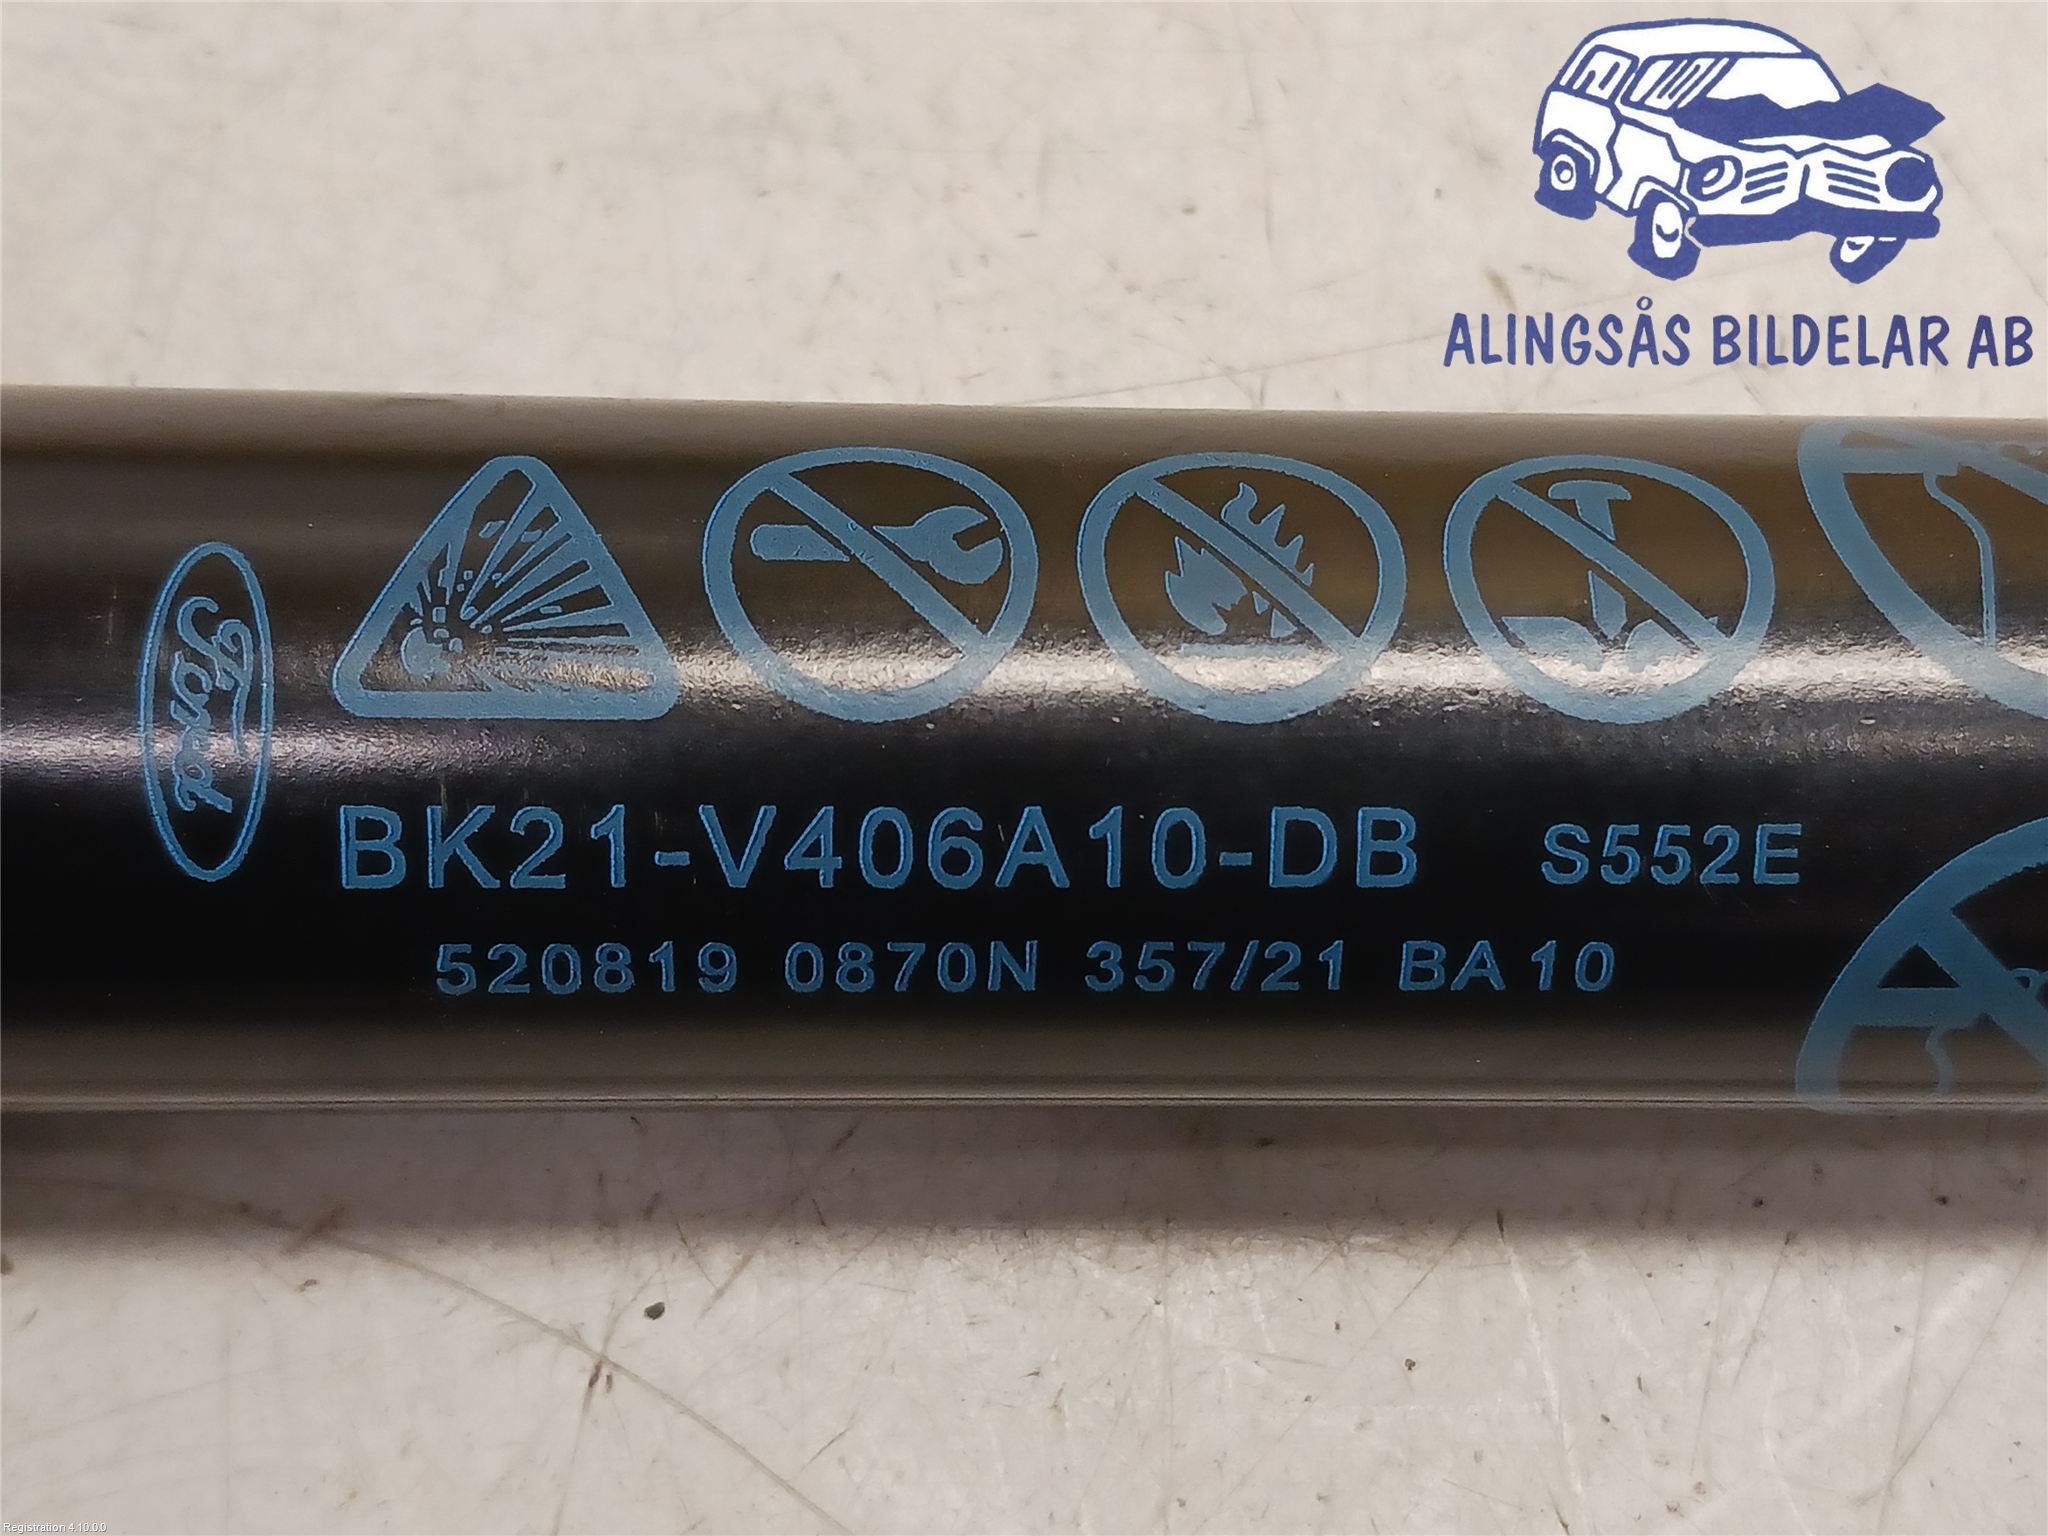 ALINGSÅS BILDELAR AB
Ford
BK21-V406A10-DB S552E
520819 0870N 357/21 BA10
Registration 4.10.0.0